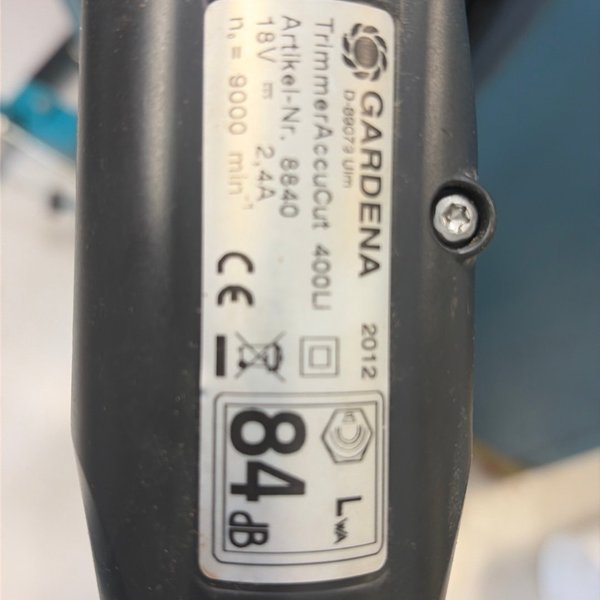 GARDENA 2012
D-89079 Ulm
TrimmerAccuCut 400Li
Artikel-Nr. 8840
18V ⎓ 2,4A
n₀ = 9000 min⁻¹
CE
LWA
84 dB